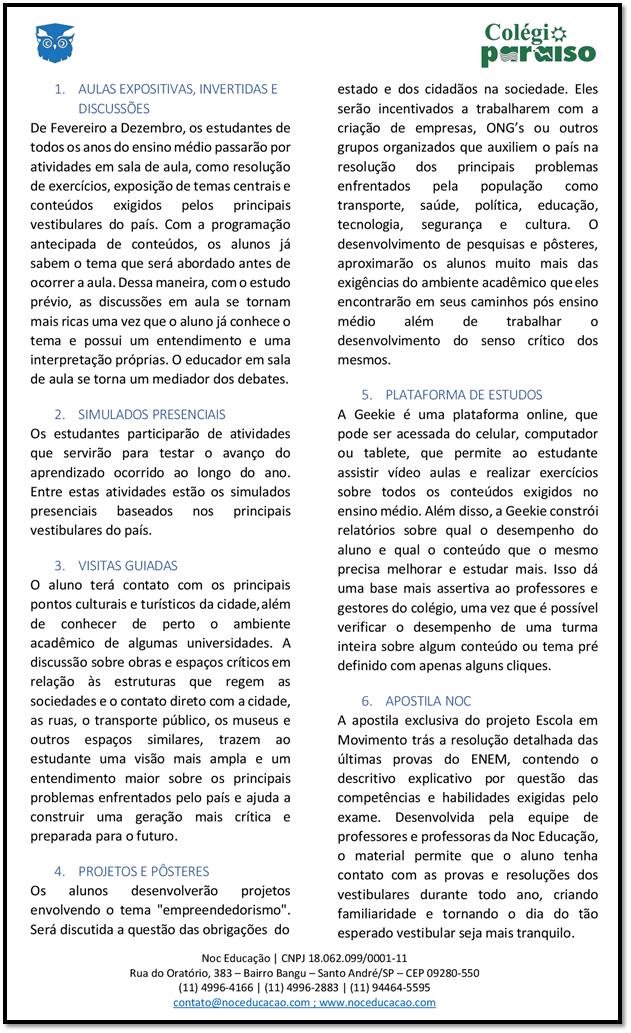 Colégio
paraíso
1. AULAS EXPOSITIVAS, INVERTIDAS E
DISCUSSÕES
De Fevereiro a Dezembro, os estudantes de
todos os anos do ensino médio passarão por
atividades em sala de aula, como resolução
de exercícios, exposição de temas centrais e
conteúdos exigidos pelos principais
vestibulares do país. Com a programação
antecipada de conteúdos, os alunos já
sabem o tema que será abordado antes de
ocorrer a aula. Dessa maneira, com o estudo
prévio, as discussões em aula se tornam
mais ricas uma vez que o aluno já conhece o
tema e possui um entendimento e uma
interpretação próprias. O educador em sala
de aula se torna um mediador dos debates.
2. SIMULADOS PRESENCIAIS
Os estudantes participarão de atividades
que servirão para testar o avanço do
aprendizado ocorrido ao longo do ano.
Entre estas atividades estão os simulados
presenciais baseados nos principais
vestibulares do país.
3. VISITAS GUIADAS
O aluno terá contato com os principais
pontos culturais e turísticos da cidade, além
de conhecer de perto o ambiente
acadêmico de algumas universidades. A
discussão sobre obras e espaços críticos em
relação às estruturas que regem as
sociedades e o contato direto com a cidade,
as ruas, o transporte público, os museus e
outros espaços similares, trazem ao
estudante uma visão mais ampla e um
entendimento maior sobre os principais
problemas enfrentados pelo país e ajuda a
construir uma geração mais crítica e
preparada para o futuro.
4. PROJETOS E PÔSTERES
Os alunos desenvolverão projetos
envolvendo o tema "empreendedorismo".
Será discutida a questão das obrigações do
estado e dos cidadãos na sociedade. Eles
serão incentivados a trabalharem com a
criação de empresas, ONG's ou outros
grupos organizados que auxiliem o país na
resolução dos principais problemas
enfrentados pela população como
transporte, saúde, política, educação,
tecnologia, segurança e cultura. O
desenvolvimento de pesquisas e pôsteres,
aproximarão os alunos muito mais das
exigências do ambiente acadêmico que eles
encontrarão em seus caminhos pós ensino
médio além de trabalhar o
desenvolvimento do senso crítico dos
mesmos.
5. PLATAFORMA DE ESTUDOS
A Geekie é uma plataforma online, que
pode ser acessada do celular, computador
ou tablete, que permite ao estudante
assistir vídeo aulas e realizar exercícios
sobre todos os conteúdos exigidos no
ensino médio. Além disso, a Geekie constrói
relatórios sobre qual o desempenho do
aluno e qual o conteúdo que o mesmo
precisa melhorar e estudar mais. Isso dá
uma base mais assertiva ao professores e
gestores do colégio, uma vez que é possível
verificar o desempenho de uma turma
inteira sobre algum conteúdo ou tema pré
definido com apenas alguns cliques.
6. APOSTILA NOC
A apostila exclusiva do projeto Escola em
Movimento trás a resolução detalhada das
últimas provas do ENEM, contendo o
descritivo explicativo por questão das
competências e habilidades exigidas pelo
exame. Desenvolvida pela equipe de
professores e professoras da Noc Educação,
o material permite que o aluno tenha
contato com as provas e resoluções dos
vestibulares durante todo ano, criando
familiaridade e tornando o dia do tão
esperado vestibular seja mais tranquilo.
Noc Educação | CNPJ 18.062.099/0001-11
Rua do Oratório, 383 – Bairro Bangu – Santo André/SP – CEP 09280-550
(11) 4996-4166 | (11) 4996-2883 | (11) 94464-5595
contato@noceducacao.com ; www.noceducacao.com